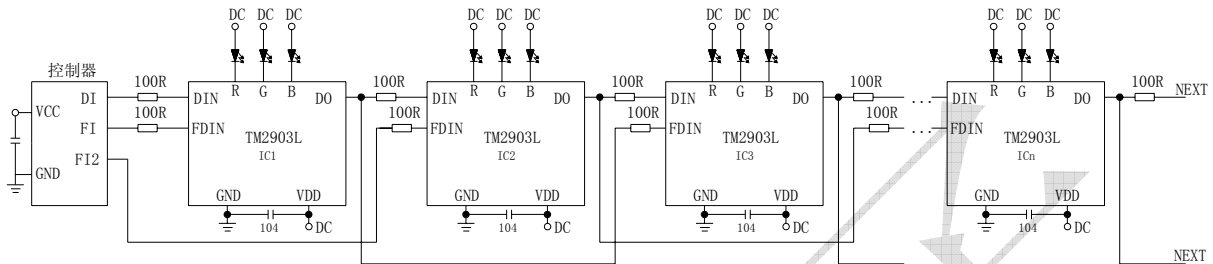 DC DC DC DC DC DC DC DC DC DC DC DC
控制器 100R 100R 100R 100R 100R
DI DIN R G B DO DIN R G B DO DIN R G B DO ... DIN R G B DO NEXT
VCC 100R 100R 100R 100R
FI FDIN FDIN FDIN ... FDIN
TM2903L TM2903L TM2903L TM2903L
FI2 IC1 IC2 IC3 ICn
GND
GND VDD GND VDD GND VDD GND VDD
104 DC 104 DC 104 DC 104 DC
NEXT